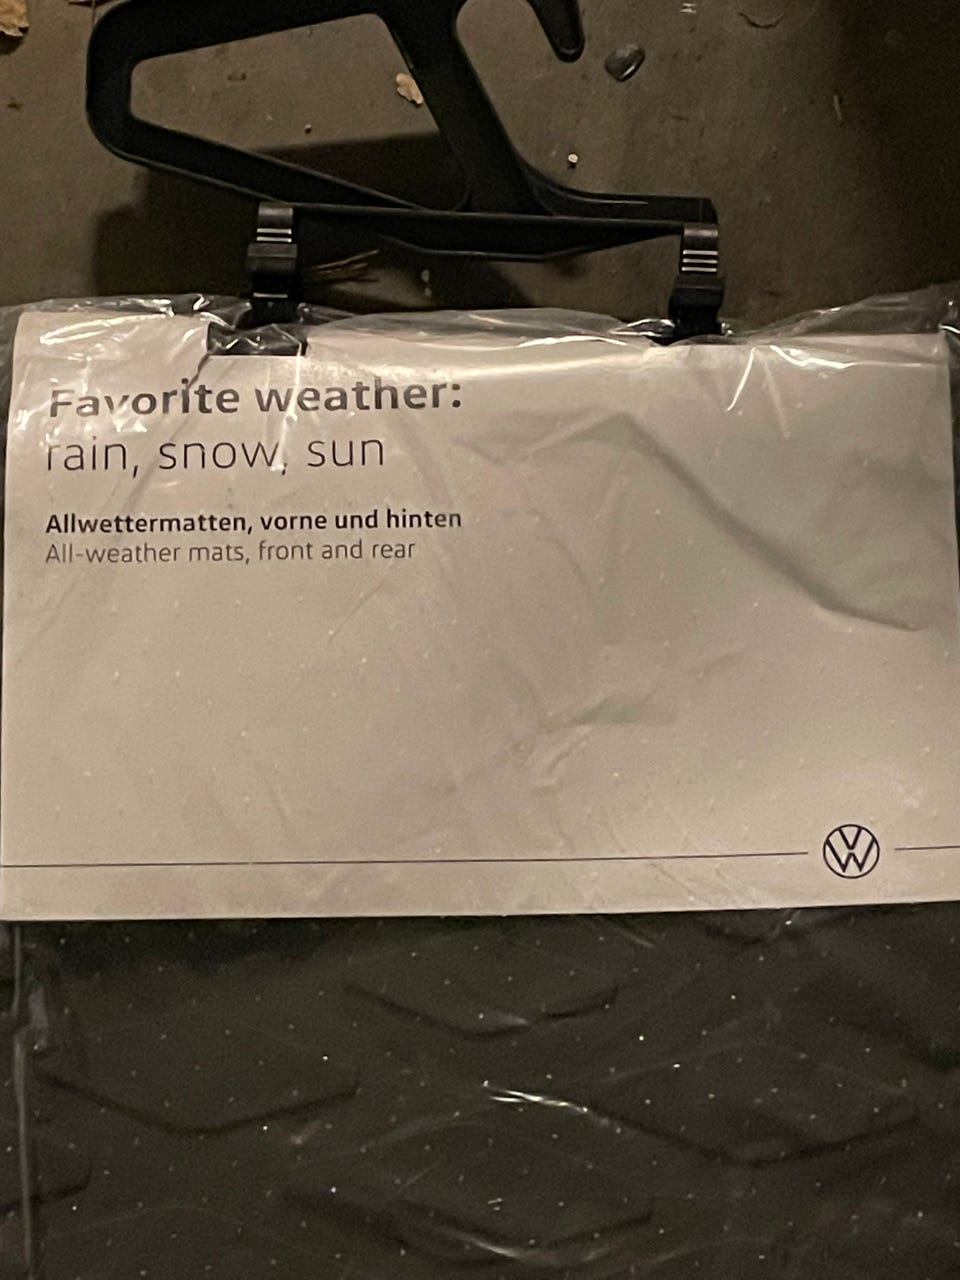 Favorite weather:
rain, snow, sun
Allwettermatten, vorne und hinten
All-weather mats, front and rear